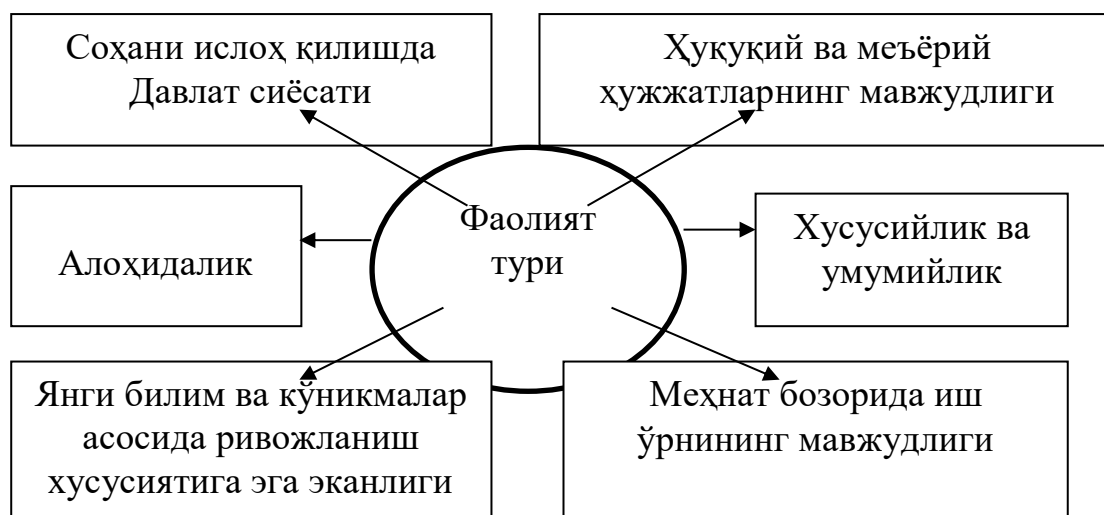 Соҳани ислоҳ қилишда
Давлат сиёсати
Ҳуқуқий ва меъёрий
ҳужжатларнинг мавжудлиги
Фаолият
тури
Алоҳидалик
Хусусийлик ва
умумийлик
Янги билим ва кўникмалар
асосида ривожланиш
хусусиятига эга эканлиги
Меҳнат бозорида иш
ўрнининг мавжудлиги